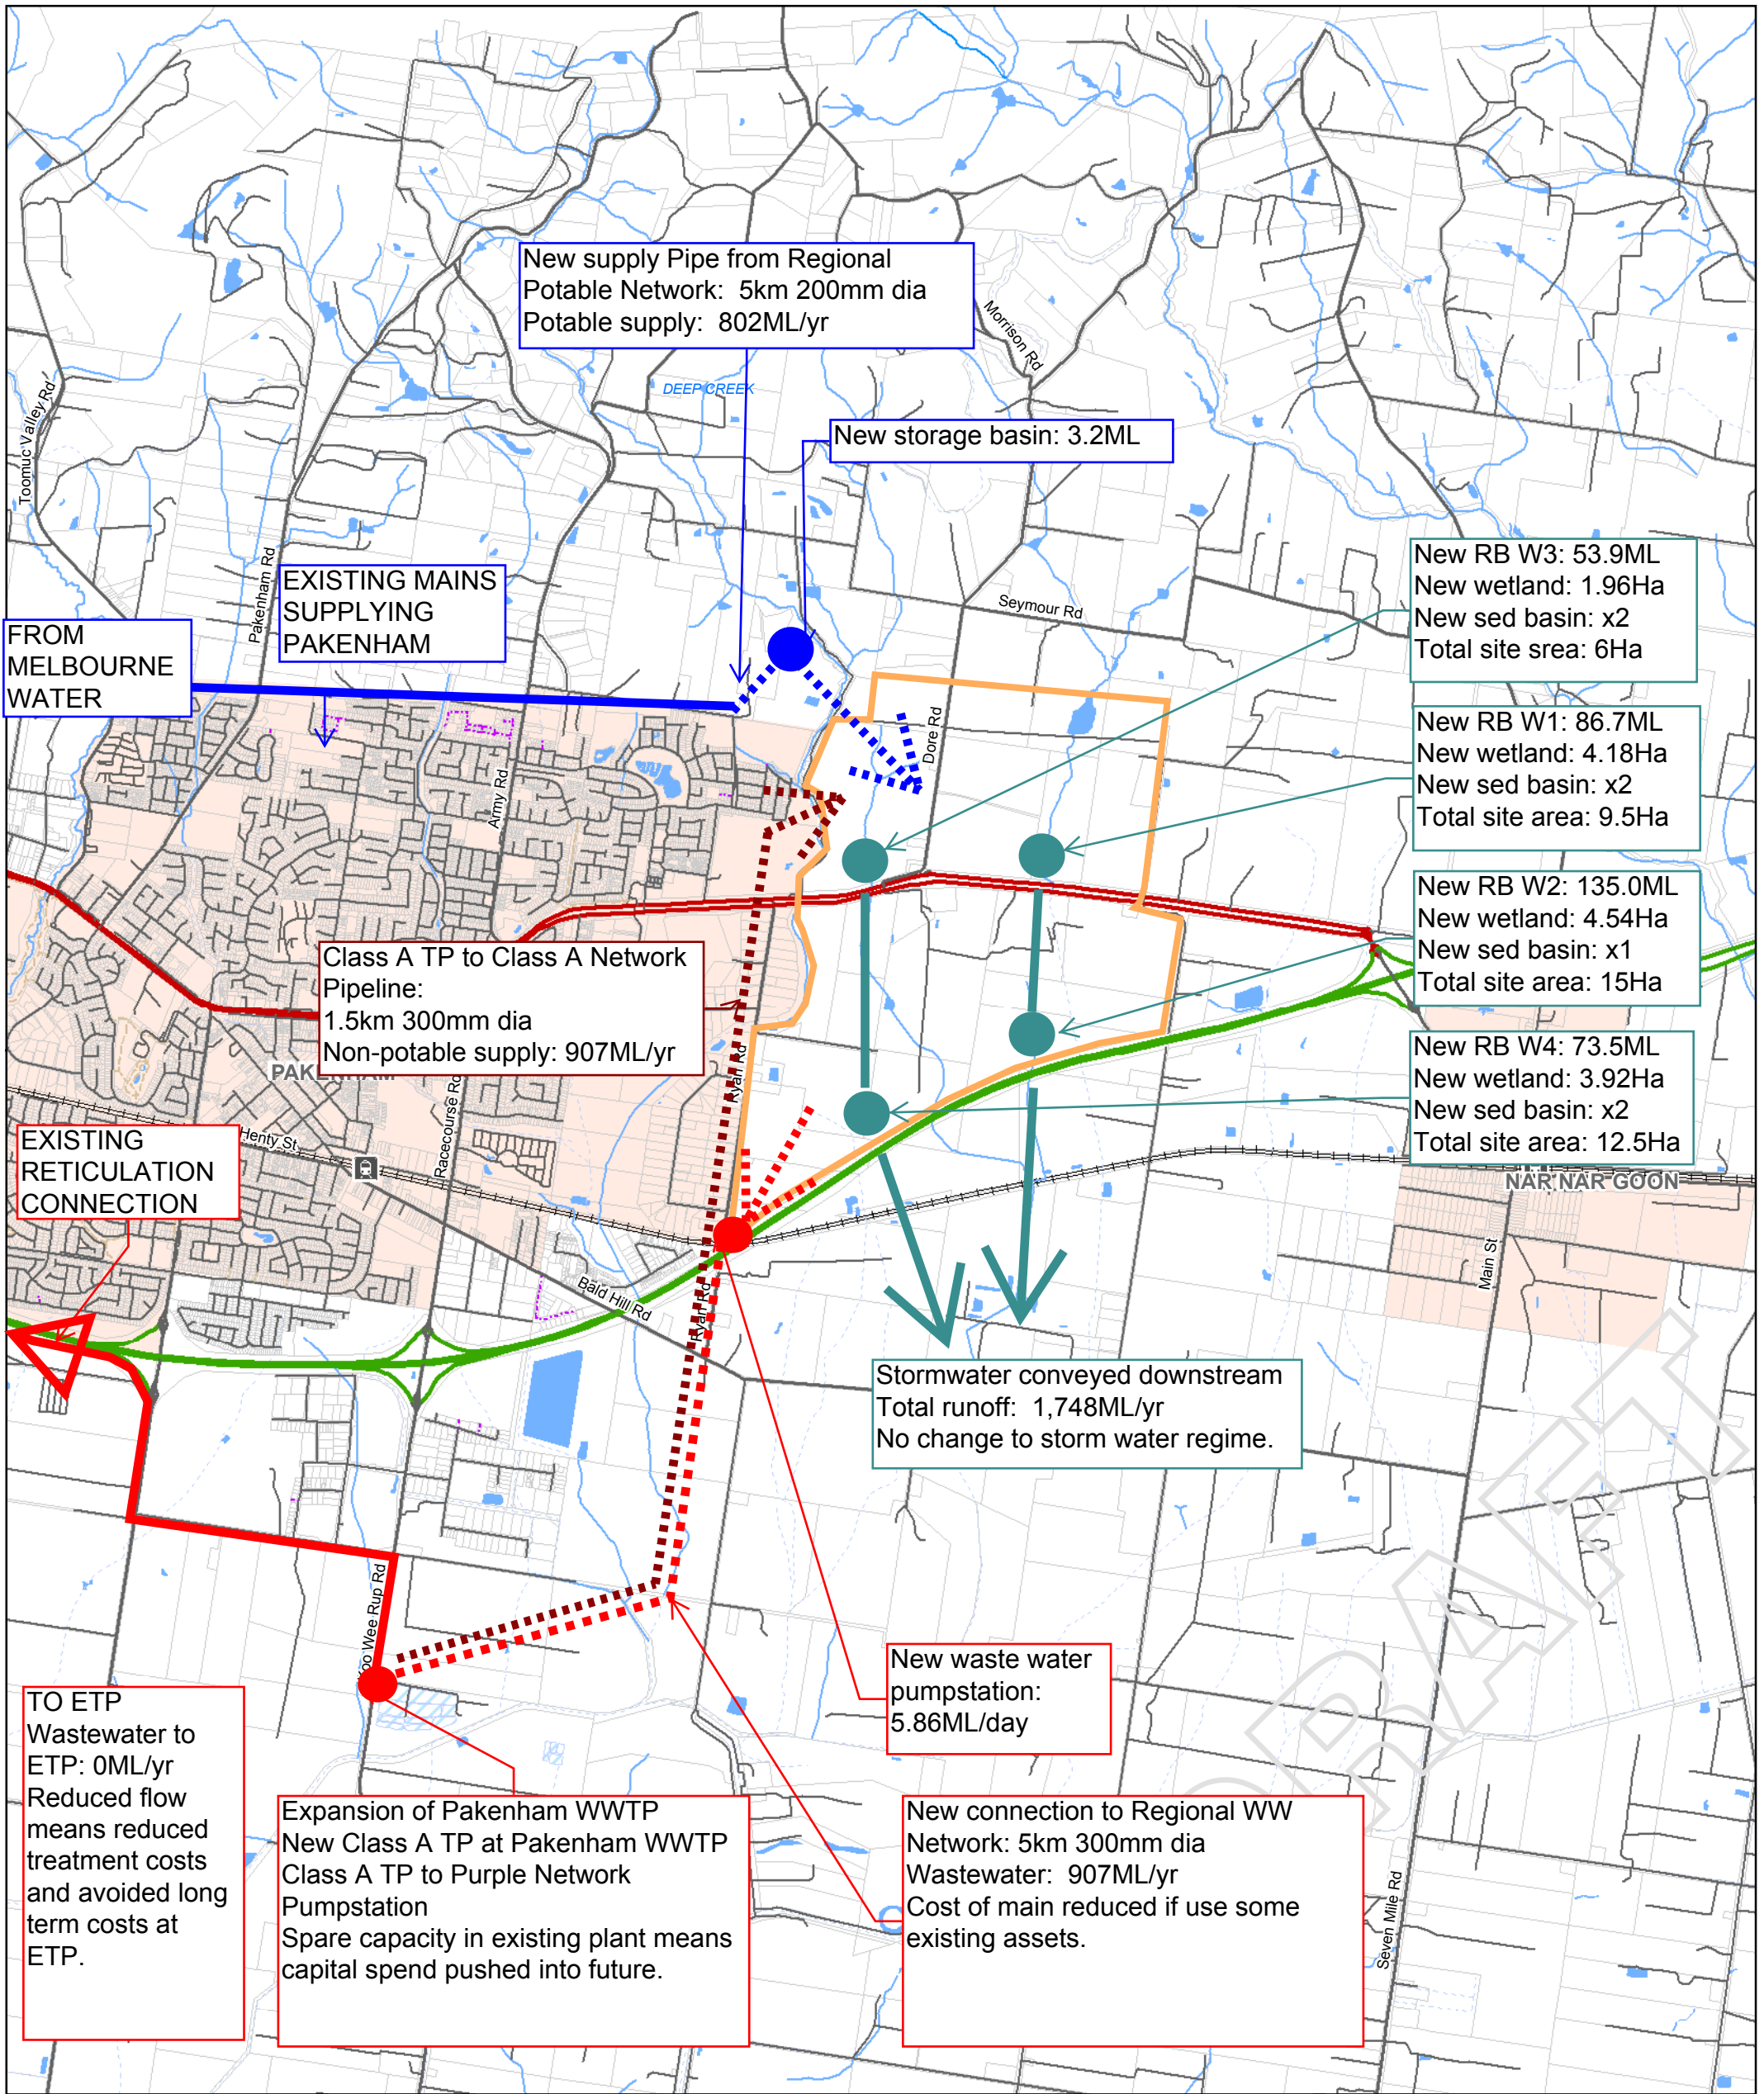 New supply Pipe from Regional
Potable Network:  5km 200mm dia
Potable supply:  802ML/yr
Morrison Rd
DEEP CREEK
Toomuc Valley Rd
New storage basin: 3.2ML
Pakenham Rd
EXISTING MAINS
SUPPLYING
PAKENHAM
Seymour Rd
New RB W3: 53.9ML
New wetland: 1.96Ha
New sed basin: x2
Total site srea: 6Ha
FROM
MELBOURNE
WATER
Dore Rd
Army Rd
New RB W1: 86.7ML
New wetland: 4.18Ha
New sed basin: x2
Total site area: 9.5Ha
New RB W2: 135.0ML
New wetland: 4.54Ha
New sed basin: x1
Total site area: 15Ha
Class A TP to Class A Network
Pipeline:
1.5km 300mm dia
Non-potable supply: 907ML/yr
New RB W4: 73.5ML
New wetland: 3.92Ha
New sed basin: x2
Total site area: 12.5Ha
PAKENHAM
Racecourse Rd
Ryan Rd
Henty St
EXISTING
RETICULATION
CONNECTION
NAR NAR GOON
Main St
Bald Hill Rd
Ryan Rd
Stormwater conveyed downstream
Total runoff:  1,748ML/yr
No change to storm water regime.
Koo Wee Rup Rd
New waste water
pumpstation:
5.86ML/day
TO ETP
Wastewater to
ETP: 0ML/yr
Reduced flow
means reduced
treatment costs
and avoided long
term costs at
ETP.
Expansion of Pakenham WWTP
New Class A TP at Pakenham WWTP
Class A TP to Purple Network
Pumpstation
Spare capacity in existing plant means
capital spend pushed into future.
New connection to Regional WW
Network: 5km 300mm dia
Wastewater:  907ML/yr
Cost of main reduced if use some
existing assets.
Seven Mile Rd
DRAFT